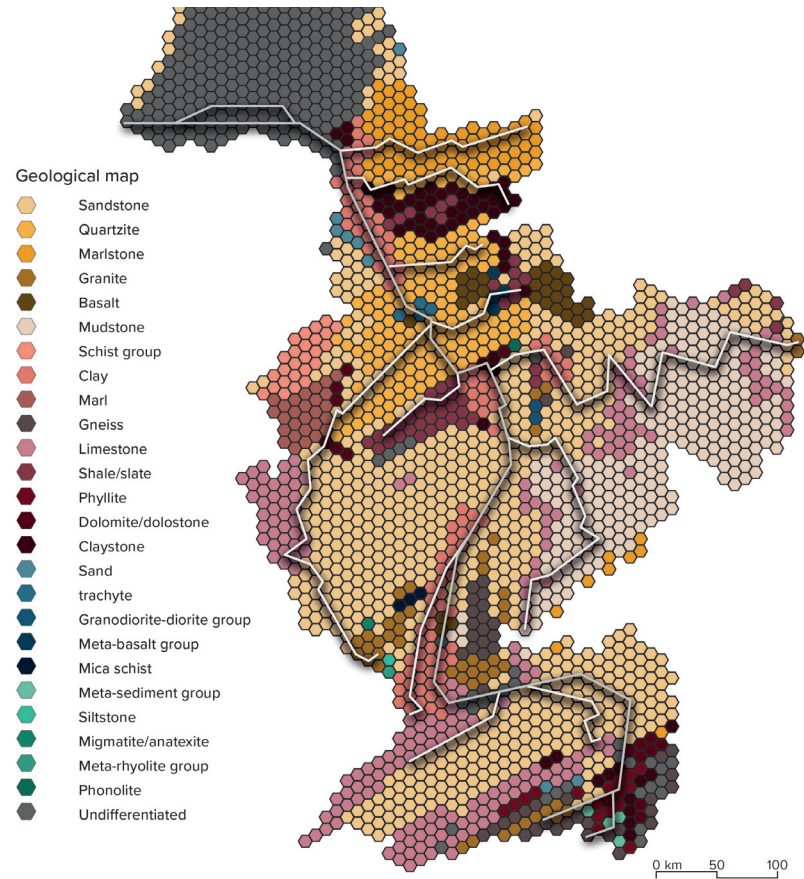 Geological map
Sandstone
Quartzite
Marlstone
Granite
Basalt
Mudstone
Schist group
Clay
Marl
Gneiss
Limestone
Shale/slate
Phyllite
Dolomite/dolostone
Claystone
Sand
trachyte
Granodiorite-diorite group
Meta-basalt group
Mica schist
Meta-sediment group
Siltstone
Migmatite/anatexite
Meta-rhyolite group
Phonolite
Undifferentiated
0 km 50 100